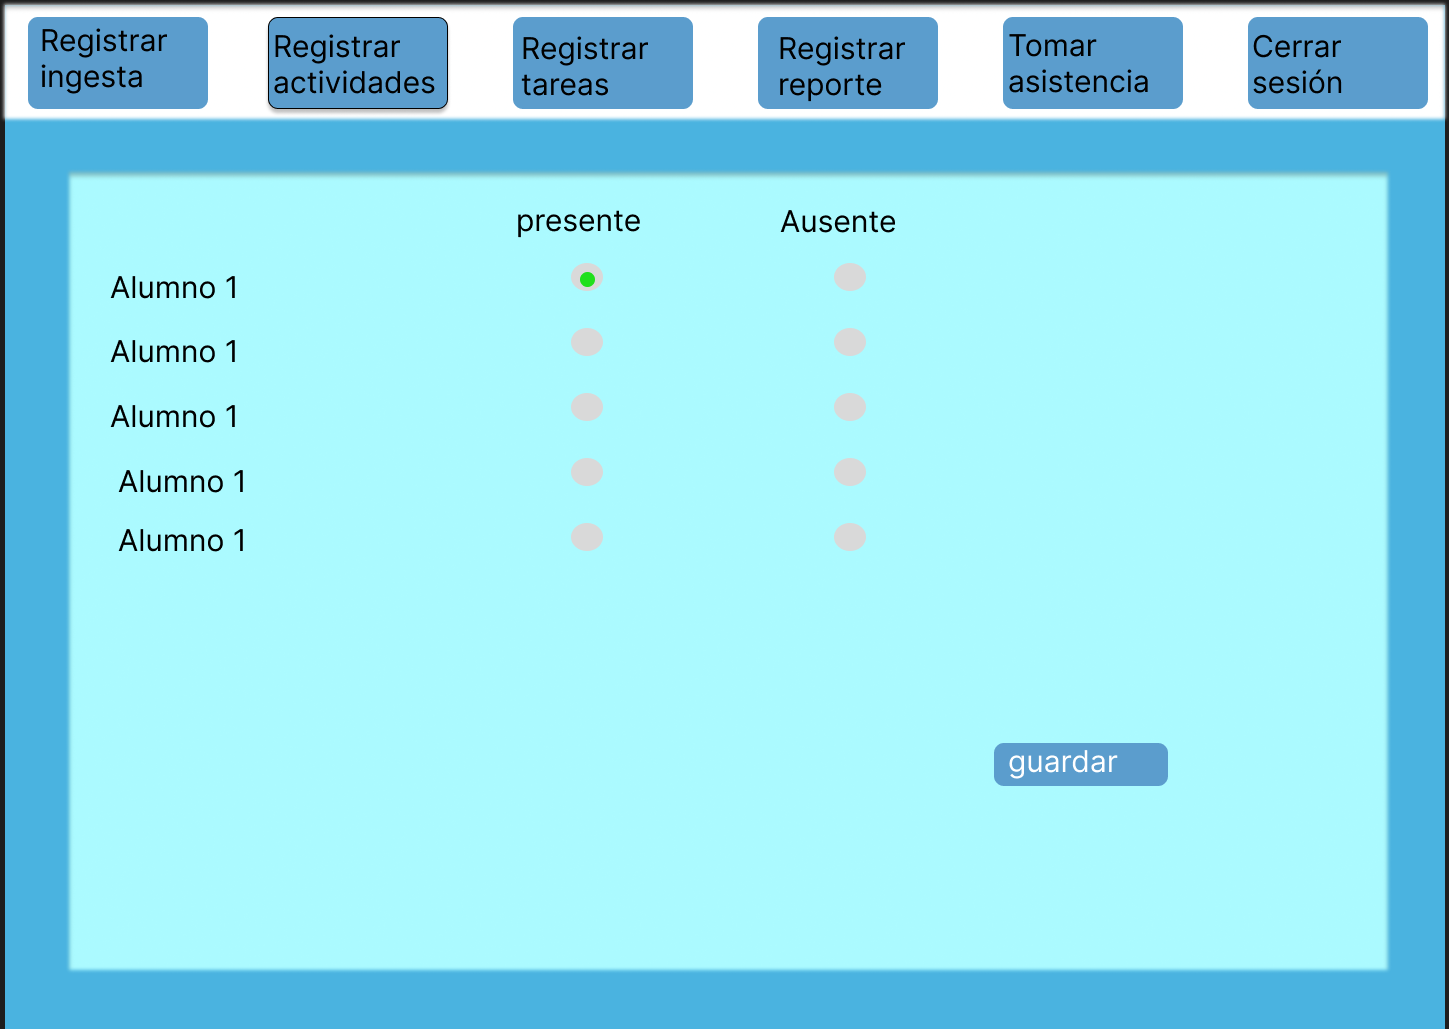 Registrar
ingesta
Registrar
actividades
Registrar
tareas
Registrar
reporte
Tomar
asistencia
Cerrar
sesión
presente
Ausente
Alumno 1
Alumno 1
Alumno 1
Alumno 1
Alumno 1
guardar